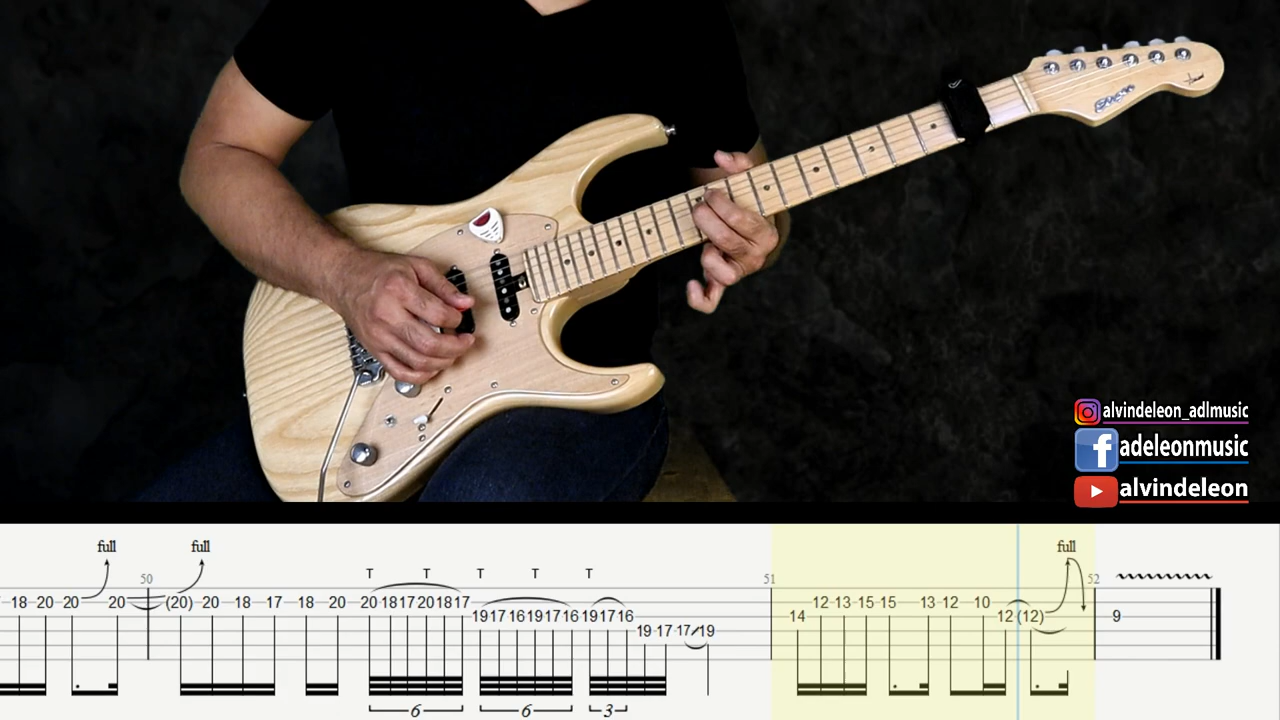 alvindeleon_adlmusic
adeleonmusic
alvindeleon
full full full
50 51 52
T T T T T
18 20 20 20 (20) 20 18 17 18 20 20 18 17 20 18 17 12 13 15 15 13 12 10
19 17 16 19 17 16 19 17 16 14 12 (12) 9
19 17 17 19
6 6 3